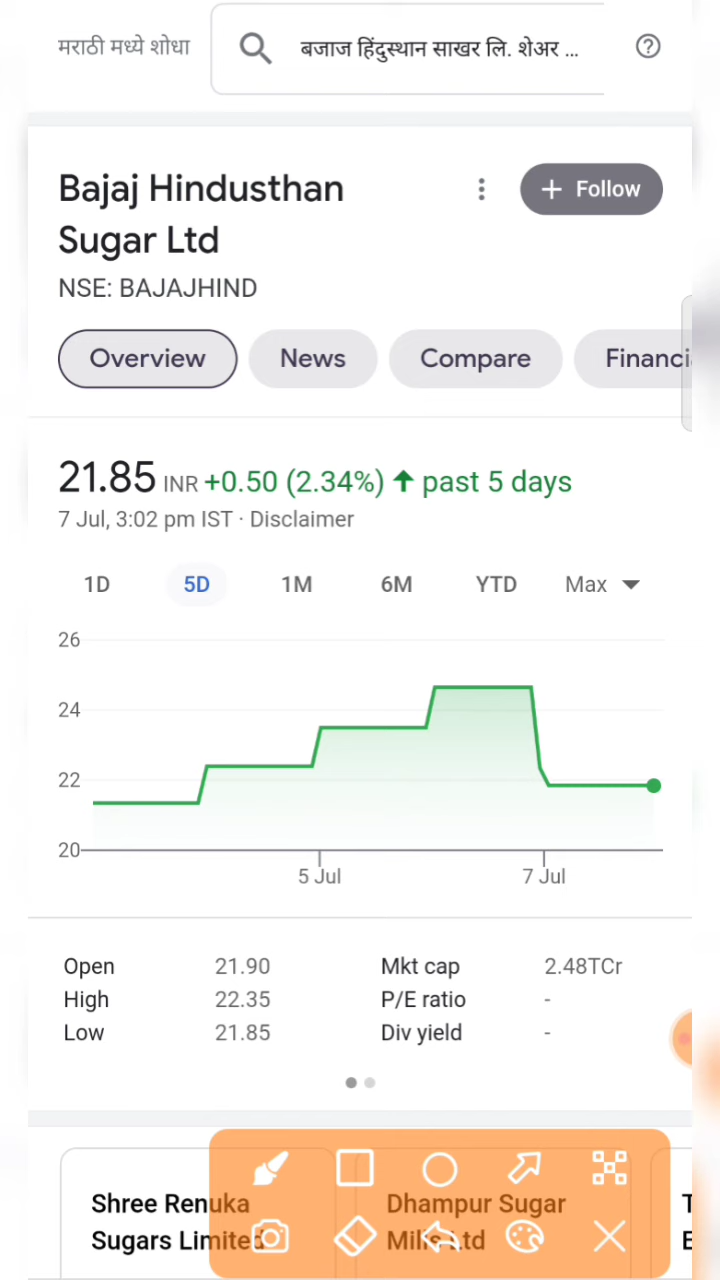 मराठी मध्ये शोधा
बजाज हिंदुस्थान साखर लि. शेअर ...
Bajaj Hindusthan
Sugar Ltd
+ Follow
NSE: BAJAJHIND
Overview News Compare Financi
21.85 INR +0.50 (2.34%) ↑ past 5 days
7 Jul, 3:02 pm IST · Disclaimer
1D 5D 1M 6M YTD Max
26
24
22
20
5 Jul 7 Jul
Open 21.90 Mkt cap 2.48TCr
High 22.35 P/E ratio -
Low 21.85 Div yield -
Shree Renuka
Sugars Limited
Dhampur Sugar
Mills Ltd